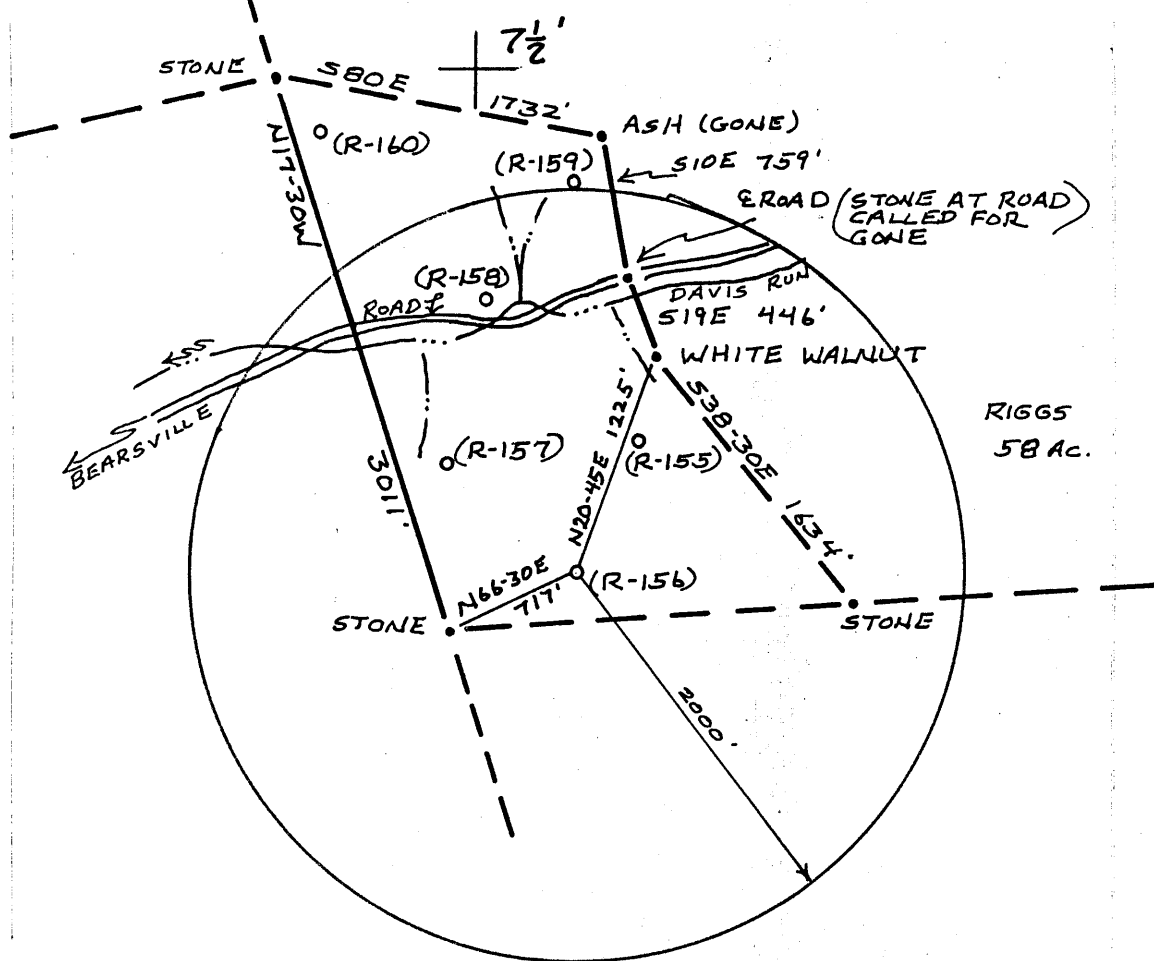 7 1/2'
STONE
S80E
1732'
ASH (GONE)
(R-160)
N17-30W
(R-159)
S10E 759'
℄ ROAD (STONE AT ROAD
CALLED FOR
GONE)
(R-158)
ROAD ℄
DAVIS RUN
S19E 446'
WHITE WALNUT
BEARSVILLE
3011'
(R-157)
N20-45E 1225'
(R-155)
S38-30E 1634'
RIGGS
58 AC.
N66-30E
717'
(R-156)
STONE
STONE
2000'